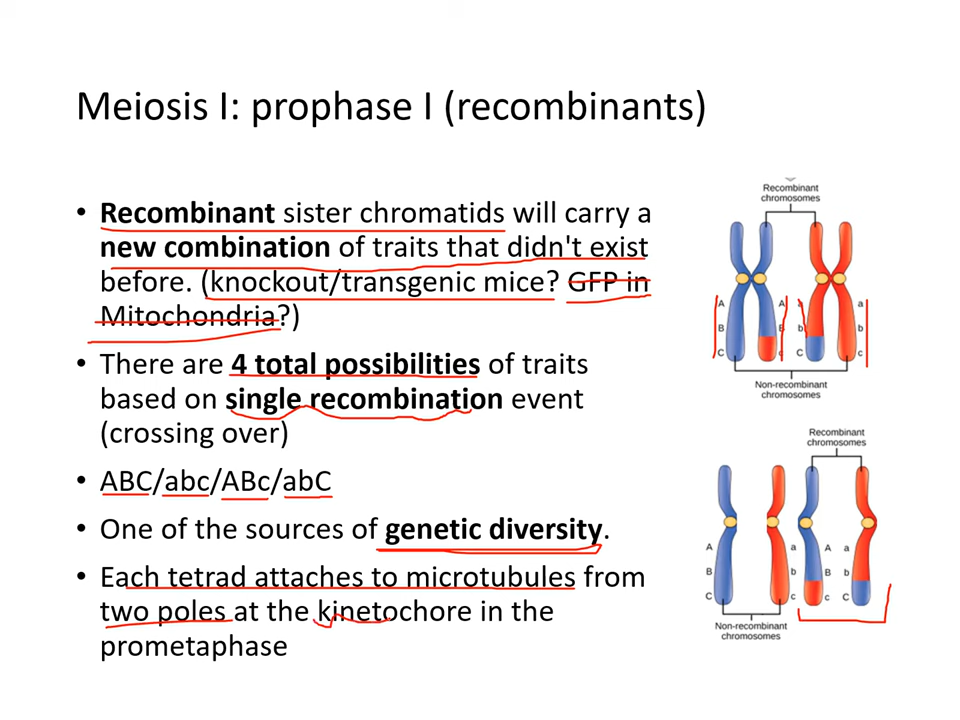 Meiosis I: prophase I (recombinants)
• Recombinant sister chromatids will carry a
new combination of traits that didn't exist
before. (knockout/transgenic mice? GFP in
Mitochondria?)
• There are 4 total possibilities of traits
based on single recombination event
(crossing over)
• ABC/abc/ABc/abC
• One of the sources of genetic diversity.
• Each tetrad attaches to microtubules from
two poles at the kinetochore in the
prometaphase
Recombinant
chromosomes
A A a a
B B b b
C c C c
Non-recombinant
chromosomes
Recombinant
chromosomes
A a A a
B b B b
C c c C
Non-recombinant
chromosomes